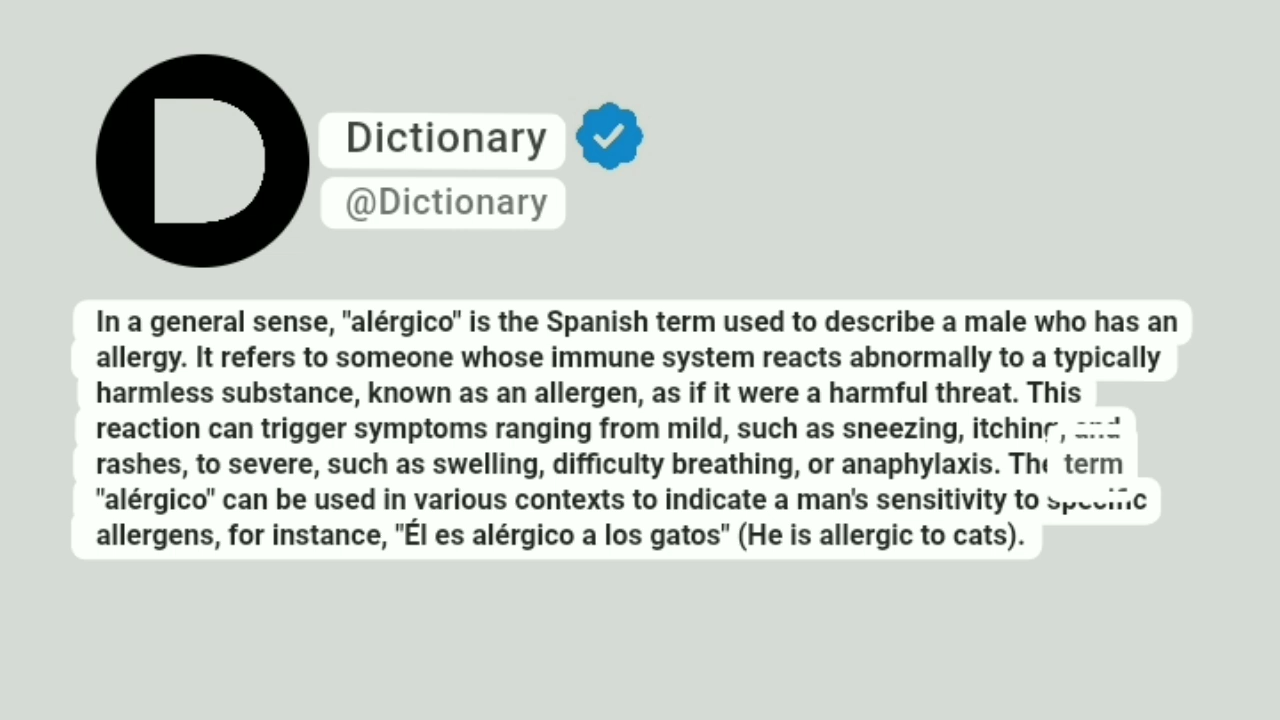 Dictionary
@Dictionary
In a general sense, "alérgico" is the Spanish term used to describe a male who has an
allergy. It refers to someone whose immune system reacts abnormally to a typically
harmless substance, known as an allergen, as if it were a harmful threat. This
reaction can trigger symptoms ranging from mild, such as sneezing, itching, and
rashes, to severe, such as swelling, difficulty breathing, or anaphylaxis. The term
"alérgico" can be used in various contexts to indicate a man's sensitivity to specific
allergens, for instance, "Él es alérgico a los gatos" (He is allergic to cats).